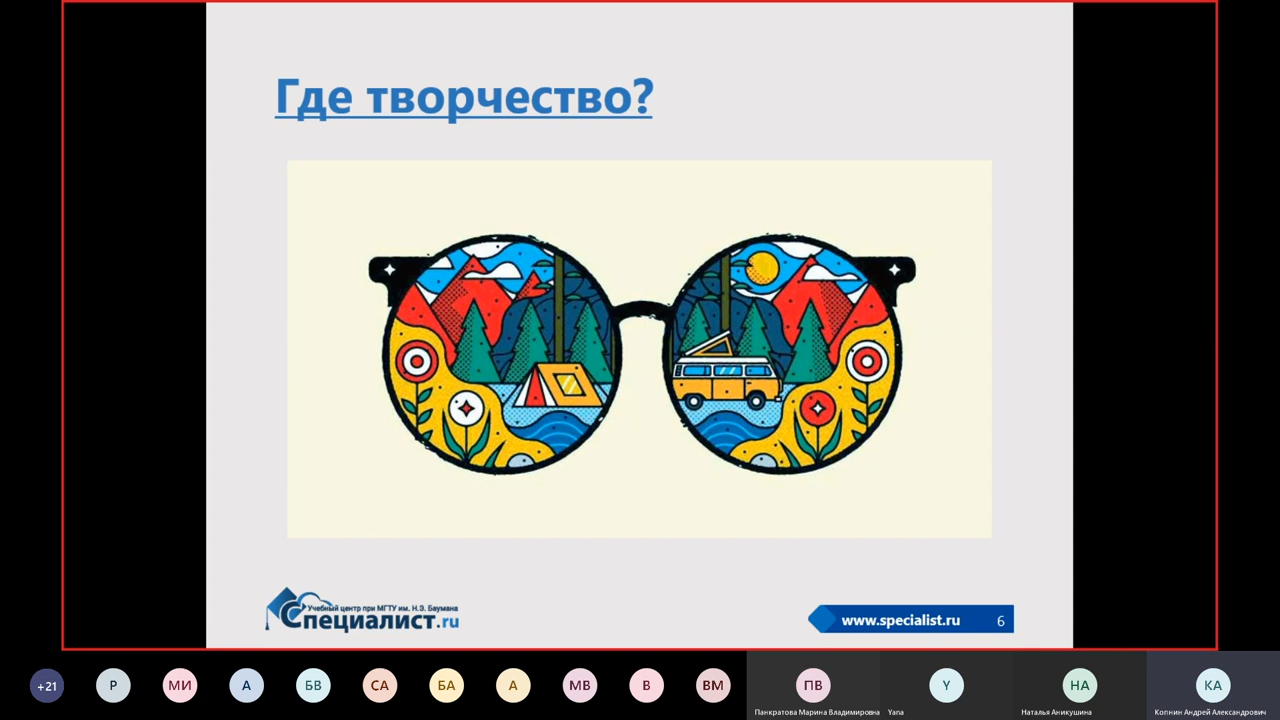 Где творчество?
Учебный центр при МГТУ им. Н.Э. Баумана
Специалист.ru
www.specialist.ru
6
+21
Р
МИ
А
БВ
СА
БА
А
МВ
В
ВМ
ПВ
Y
НА
КА
Панкратова Марина Владимировна
Yana
Наталья Аникушина
Копнин Андрей Александрович